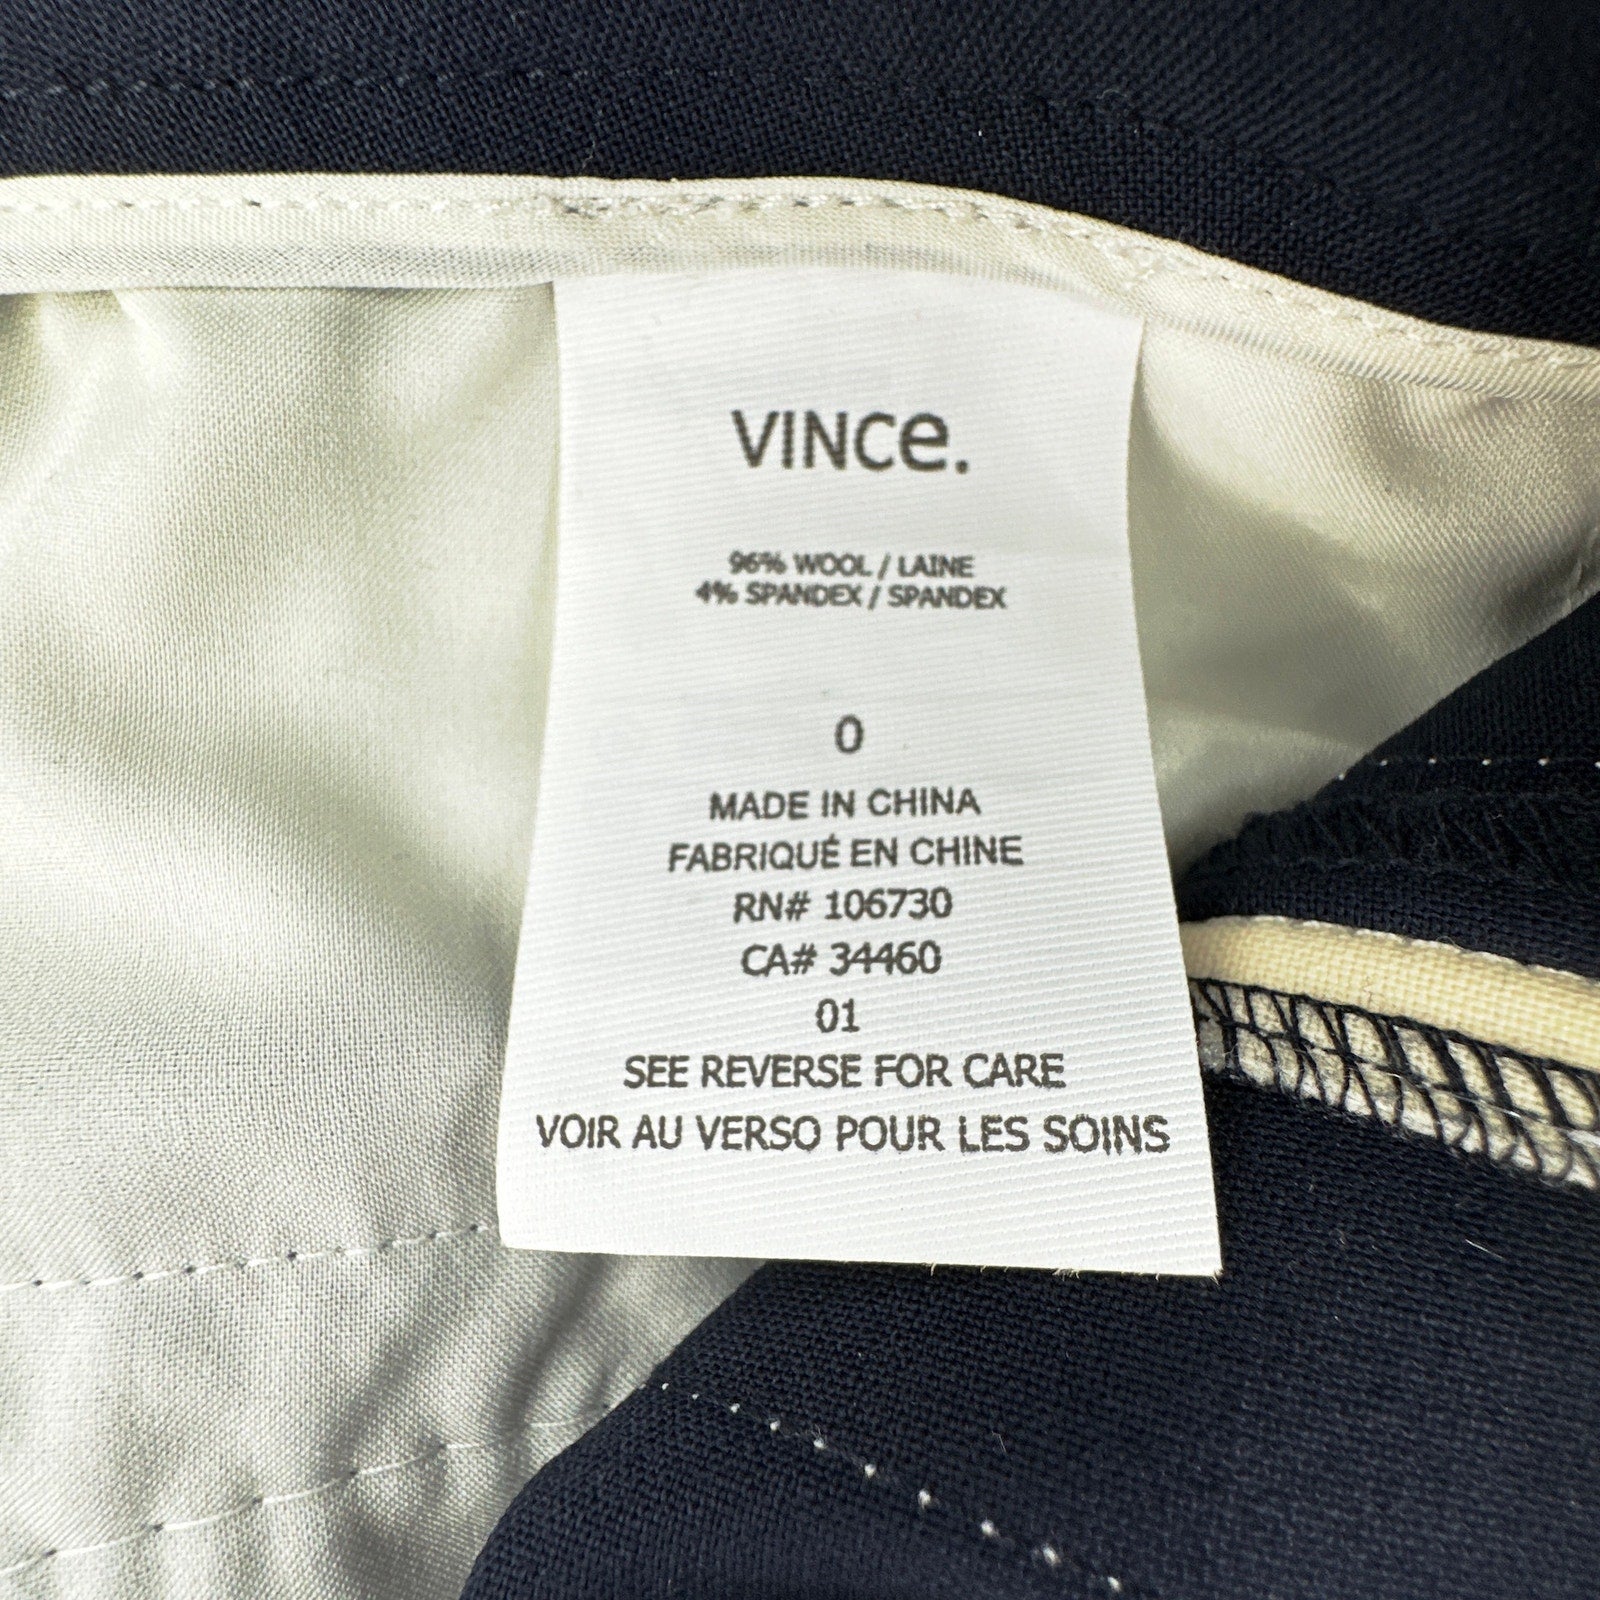 VINCe.
96% WOOL / LAINE
4% SPANDEX / SPANDEX
0
MADE IN CHINA
FABRIQUÉ EN CHINE
RN# 106730
CA# 34460
01
SEE REVERSE FOR CARE
VOIR AU VERSO POUR LES SOINS